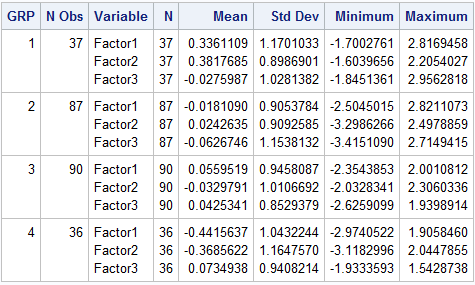 GRP N Obs Variable N Mean Std Dev Minimum Maximum
1 37 Factor1 37 0.3361109 1.1701033 -1.7002761 2.8169458
Factor2 37 0.3817685 0.8986901 -1.6039656 2.2054027
Factor3 37 -0.0275987 1.0281382 -1.8451361 2.9562818
2 87 Factor1 87 -0.0181090 0.9053784 -2.5045015 2.8211073
Factor2 87 0.0242635 0.9092585 -3.2986266 2.4978859
Factor3 87 -0.0626746 1.1538132 -3.4151090 2.7149415
3 90 Factor1 90 0.0559519 0.9458087 -2.3543853 2.0010812
Factor2 90 -0.0329791 1.0106692 -2.0328341 2.3060336
Factor3 90 0.0425341 0.8529379 -2.6259099 1.9398914
4 36 Factor1 36 -0.4415637 1.0432244 -2.9740522 1.9058460
Factor2 36 -0.3685622 1.1647570 -3.1182996 2.0447855
Factor3 36 0.0734938 0.9408214 -1.9333593 1.5428738